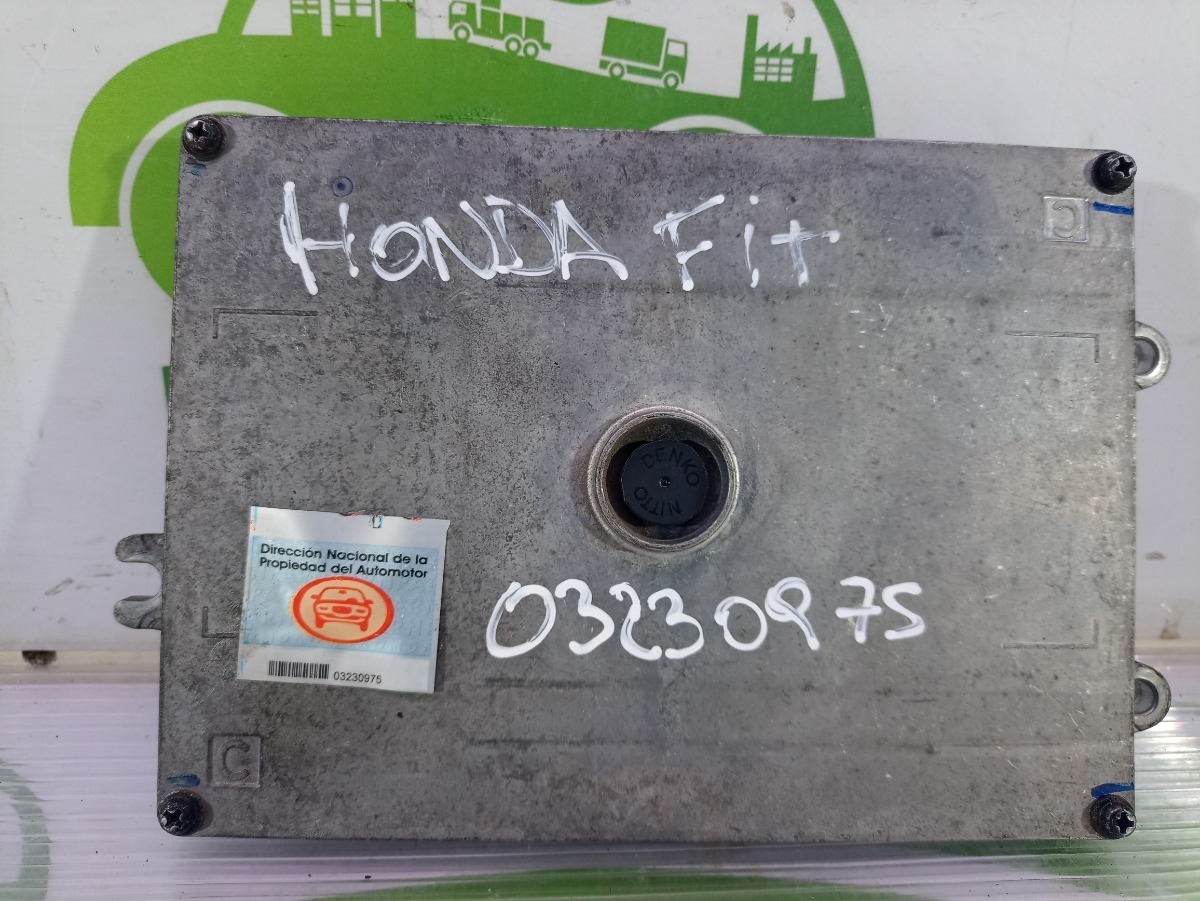 HONDA Fit
C
DENKO
NITTO
Dirección Nacional de la
Propiedad del Automotor
03230975
03230975
C